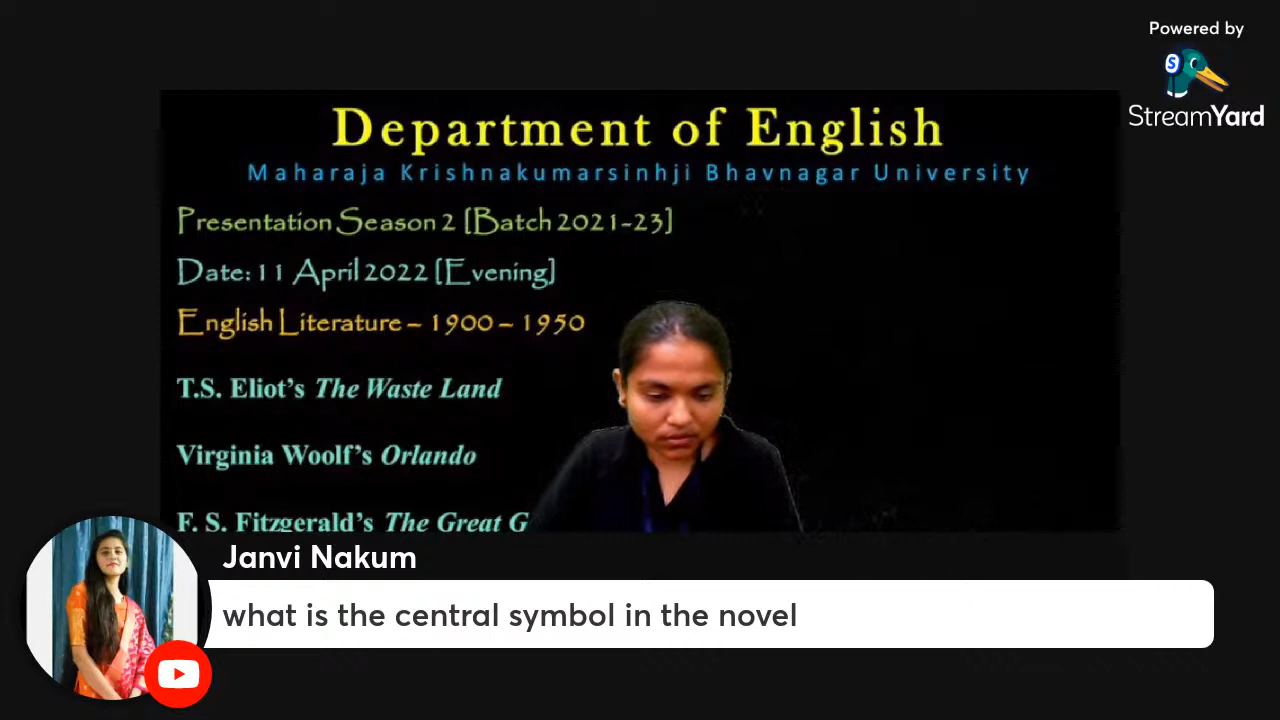 Powered by
StreamYard
Department of English
Maharaja Krishnakumarsinhji Bhavnagar University
Presentation Season 2 [Batch 2021-23]
Date: 11 April 2022 [Evening]
English Literature – 1900 – 1950
T.S. Eliot's The Waste Land
Virginia Woolf's Orlando
F. S. Fitzgerald's The Great G
Janvi Nakum
what is the central symbol in the novel